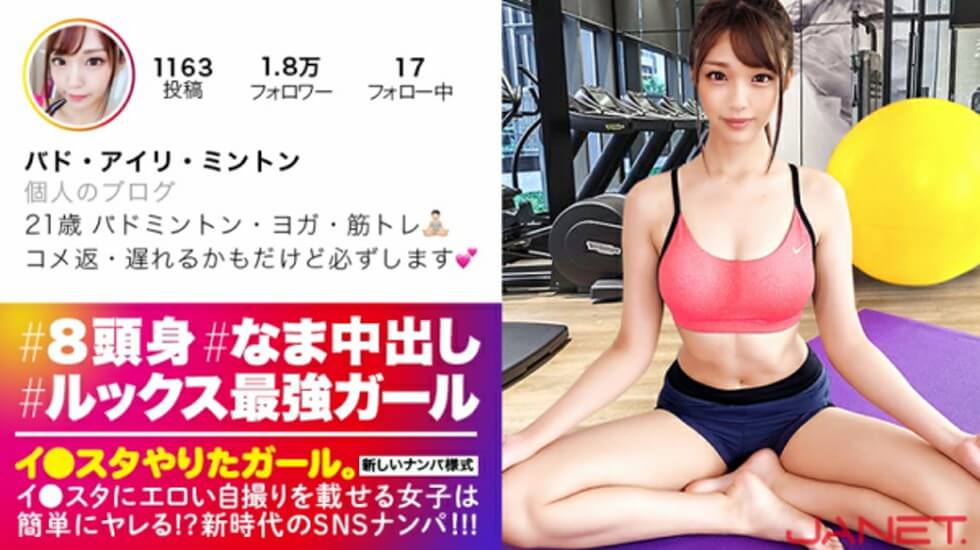 1163 1.8万 17
投稿 フォロワー フォロー中
バド・アイリ・ミントン
個人のブログ
21歳 バドミントン・ヨガ・筋トレ🧘🏻
コメ返・遅れるかもだけど必ずします💕
#8頭身 #なま中出し
#ルックス最強ガール
イ●スタやりたガール。 新しいナンパ様式
イ●スタにエロい自撮りを載せる女子は
簡単にヤレる!?新時代のSNSナンパ!!!
JANET.